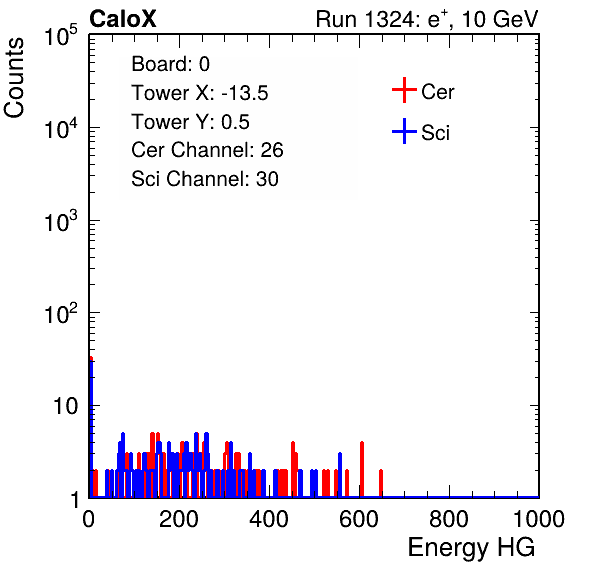 CaloX Run 1324: e⁺, 10 GeV
Board: 0
Tower X: -13.5
Tower Y: 0.5
Cer Channel: 26
Sci Channel: 30
Cer
Sci
Counts
10⁵
10⁴
10³
10²
10
1
0 200 400 600 800 1000
Energy HG